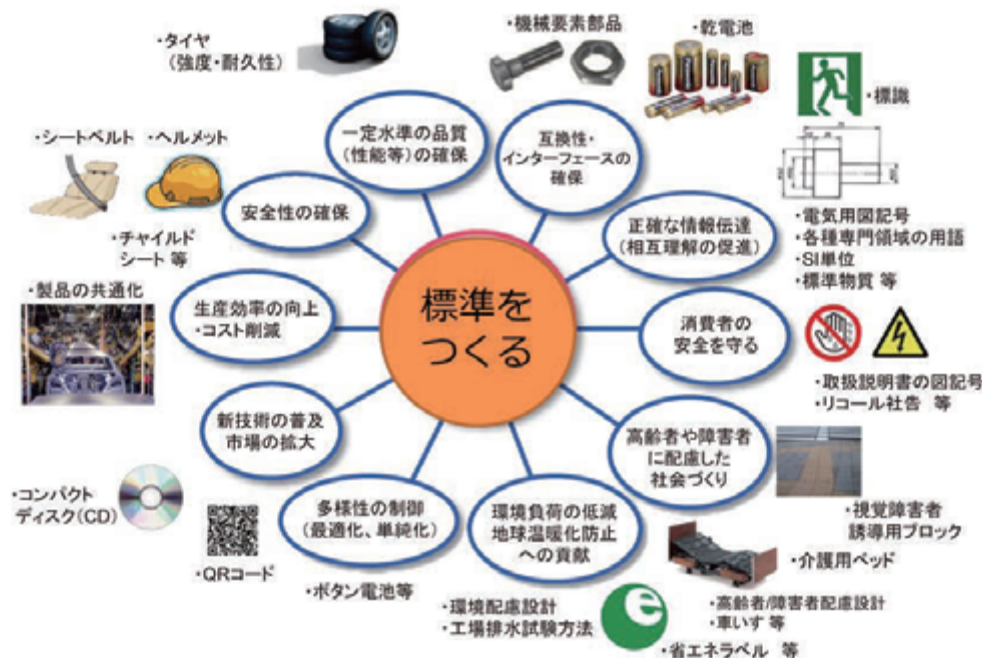 ・タイヤ
(強度・耐久性)
・機械要素部品
・乾電池
・標識
・シートベルト
・ヘルメット
・チャイルド
シート 等
一定水準の品質
(性能等)の確保
互換性・
インターフェースの
確保
安全性の確保
正確な情報伝達
(相互理解の促進)
・電気用図記号
・各種専門領域の用語
・SI単位
・標準物質 等
・製品の共通化
生産効率の向上
・コスト削減
標準を
つくる
消費者の
安全を守る
・取扱説明書の図記号
・リコール社告 等
新技術の普及
市場の拡大
高齢者や障害者
に配慮した
社会づくり
・視覚障害者
誘導用ブロック
・コンパクト
ディスク(CD)
・QRコード
多様性の制御
(最適化、単純化)
・ボタン電池等
環境負荷の低減
地球温暖化防止
への貢献
・環境配慮設計
・工場排水試験方法
e
・省エネラベル 等
・介護用ベッド
・高齢者/障害者配慮設計
・車いす 等